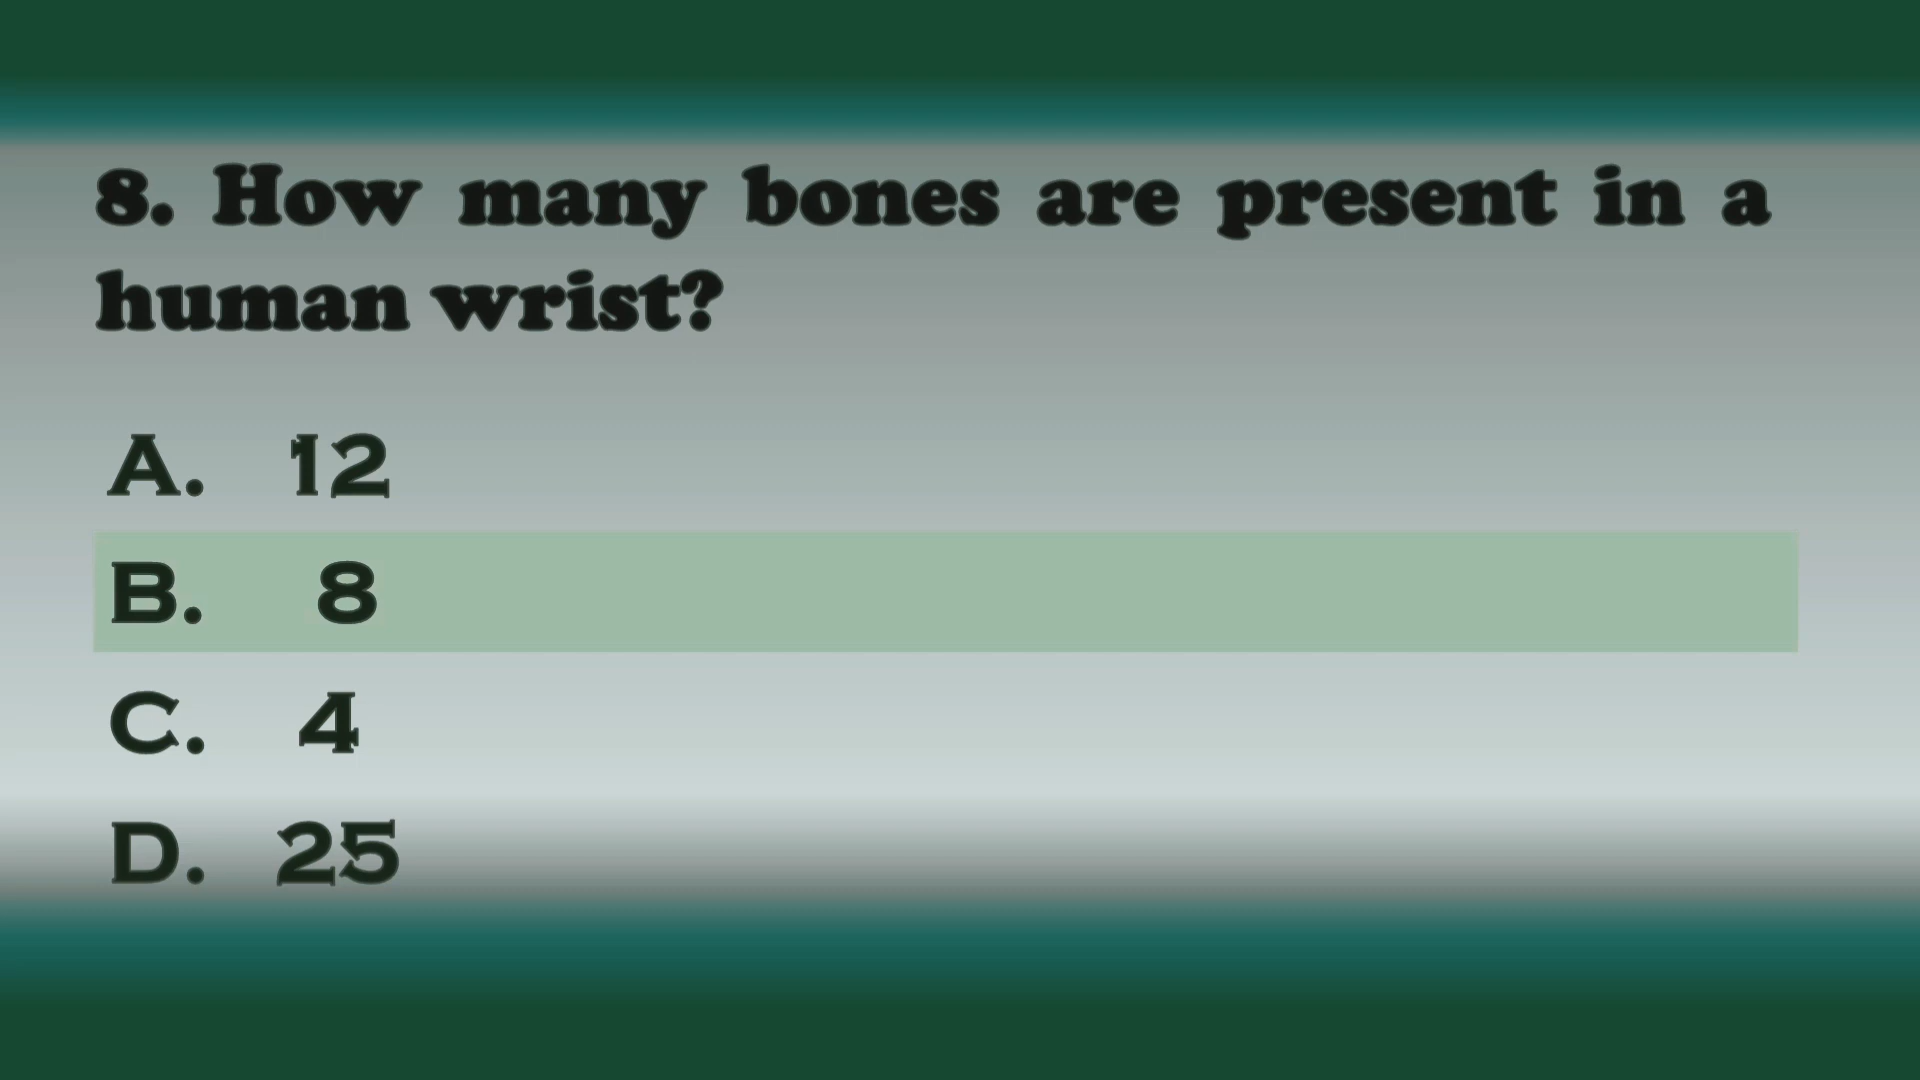 8. How many bones are present in a
human wrist?
A. 12
B. 8
C. 4
D. 25